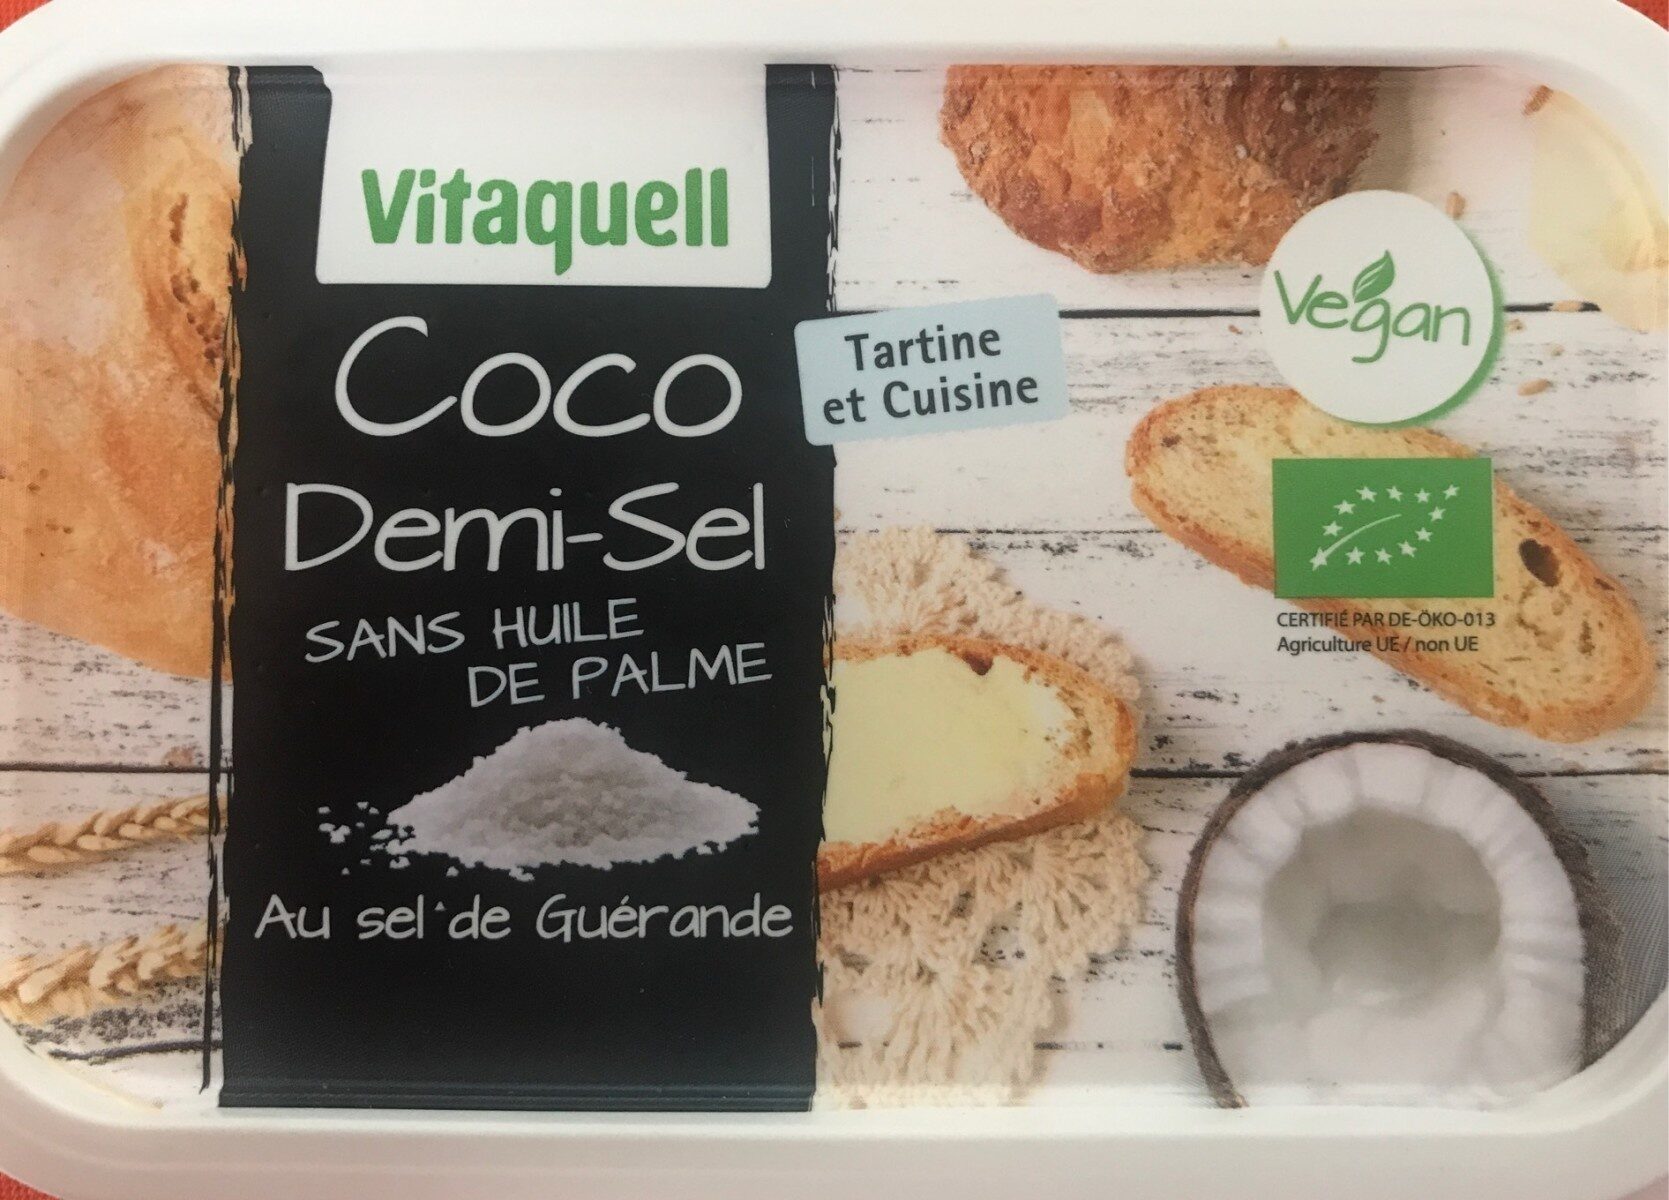 Vitaquell
Coco
Demi-Sel
SANS HUILE
DE PALME
Au sel de Guérande
Tartine
et Cuisine
Vegan
CERTIFIÉ PAR DE-ÖKO-013
Agriculture UE / non UE